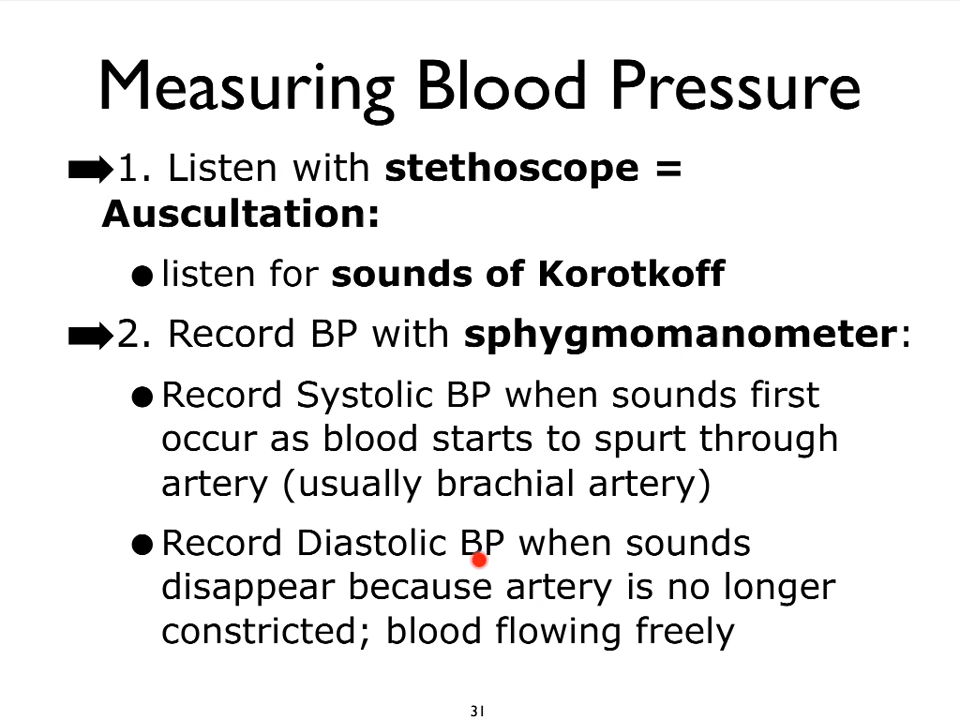 Measuring Blood Pressure
1. Listen with stethoscope =
Auscultation:
listen for sounds of Korotkoff
2. Record BP with sphygmomanometer:
Record Systolic BP when sounds first
occur as blood starts to spurt through
artery (usually brachial artery)
Record Diastolic BP when sounds
disappear because artery is no longer
constricted; blood flowing freely
31